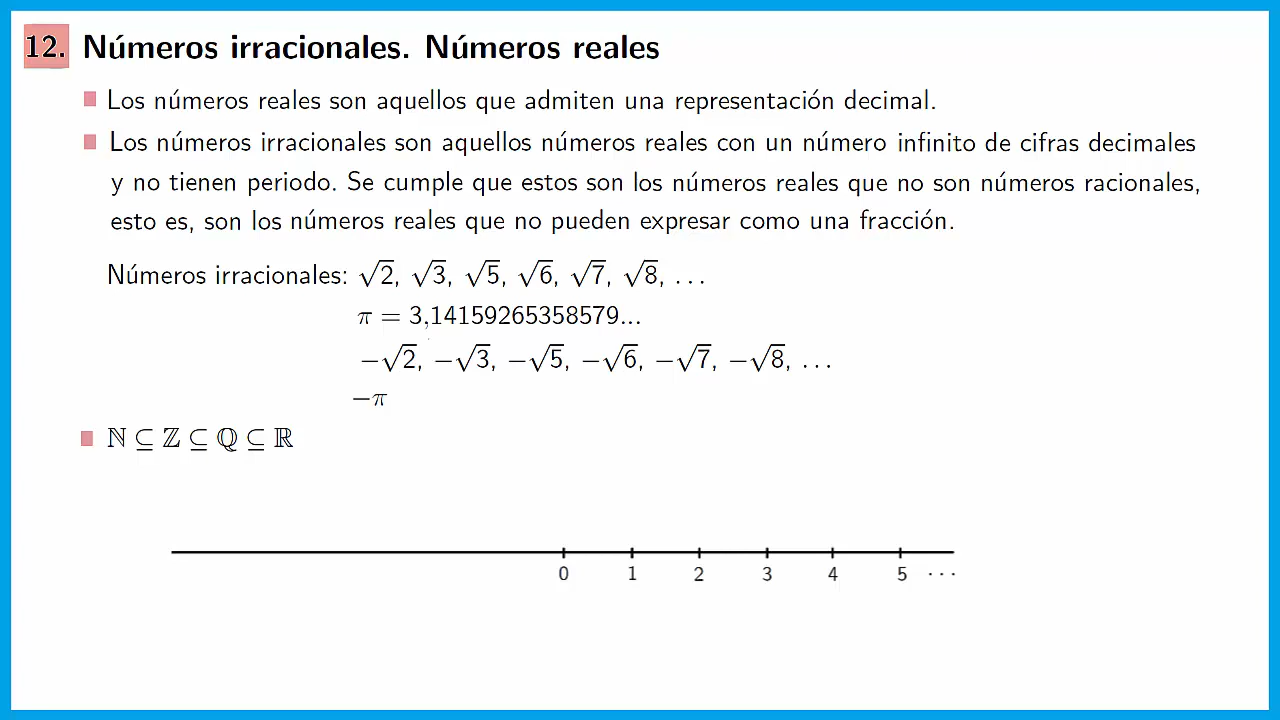 12. Números irracionales. Números reales
Los números reales son aquellos que admiten una representación decimal.
Los números irracionales son aquellos números reales con un número infinito de cifras decimales
y no tienen periodo. Se cumple que estos son los números reales que no son números racionales,
esto es, son los números reales que no pueden expresar como una fracción.
Números irracionales: √2, √3, √5, √6, √7, √8, ...
π = 3,14159265358579...
−√2, −√3, −√5, −√6, −√7, −√8, ...
−π
ℕ ⊆ ℤ ⊆ ℚ ⊆ ℝ
0 1 2 3 4 5 ···